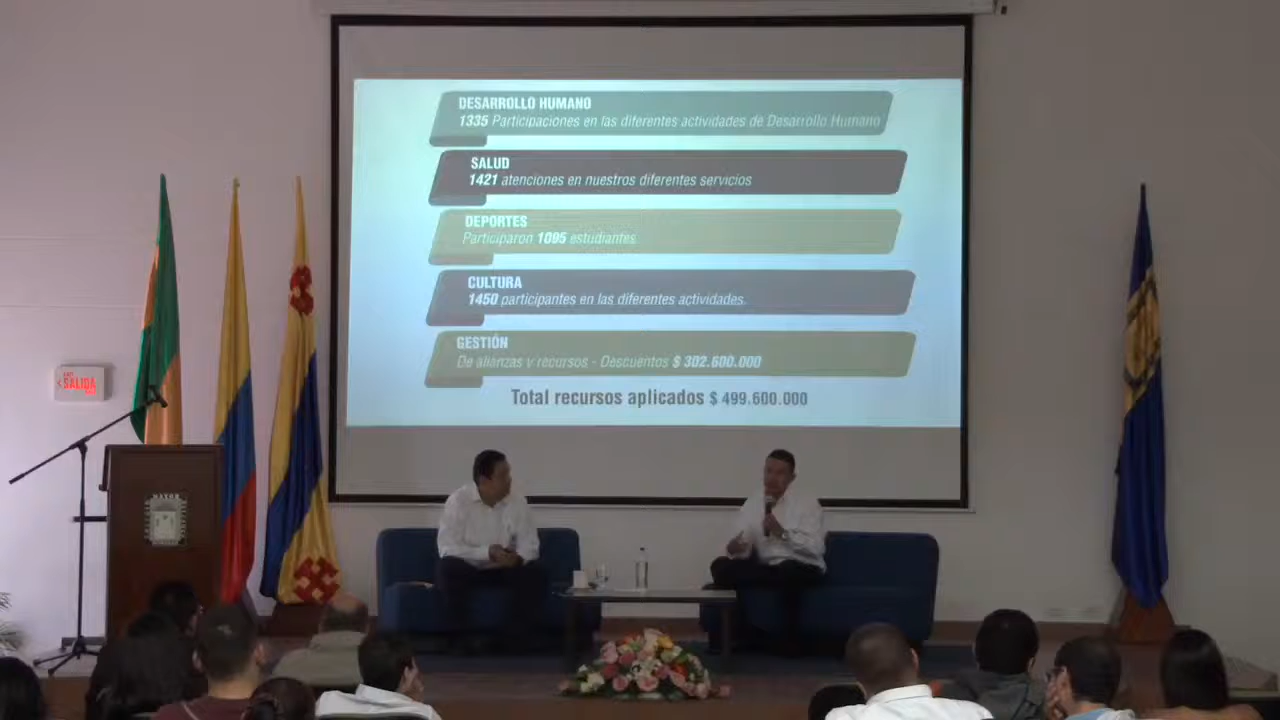 DESARROLLO HUMANO
1335 Participaciones en las diferentes actividades de Desarrollo Humano
SALUD
1421 atenciones en nuestros diferentes servicios
DEPORTES
Participaron 1095 estudiantes
CULTURA
1450 participantes en las diferentes actividades.
GESTIÓN
De alianzas y recursos - Descuentos $ 302.600.000
Total recursos aplicados $ 499.600.000
SALIDA
MAYOR